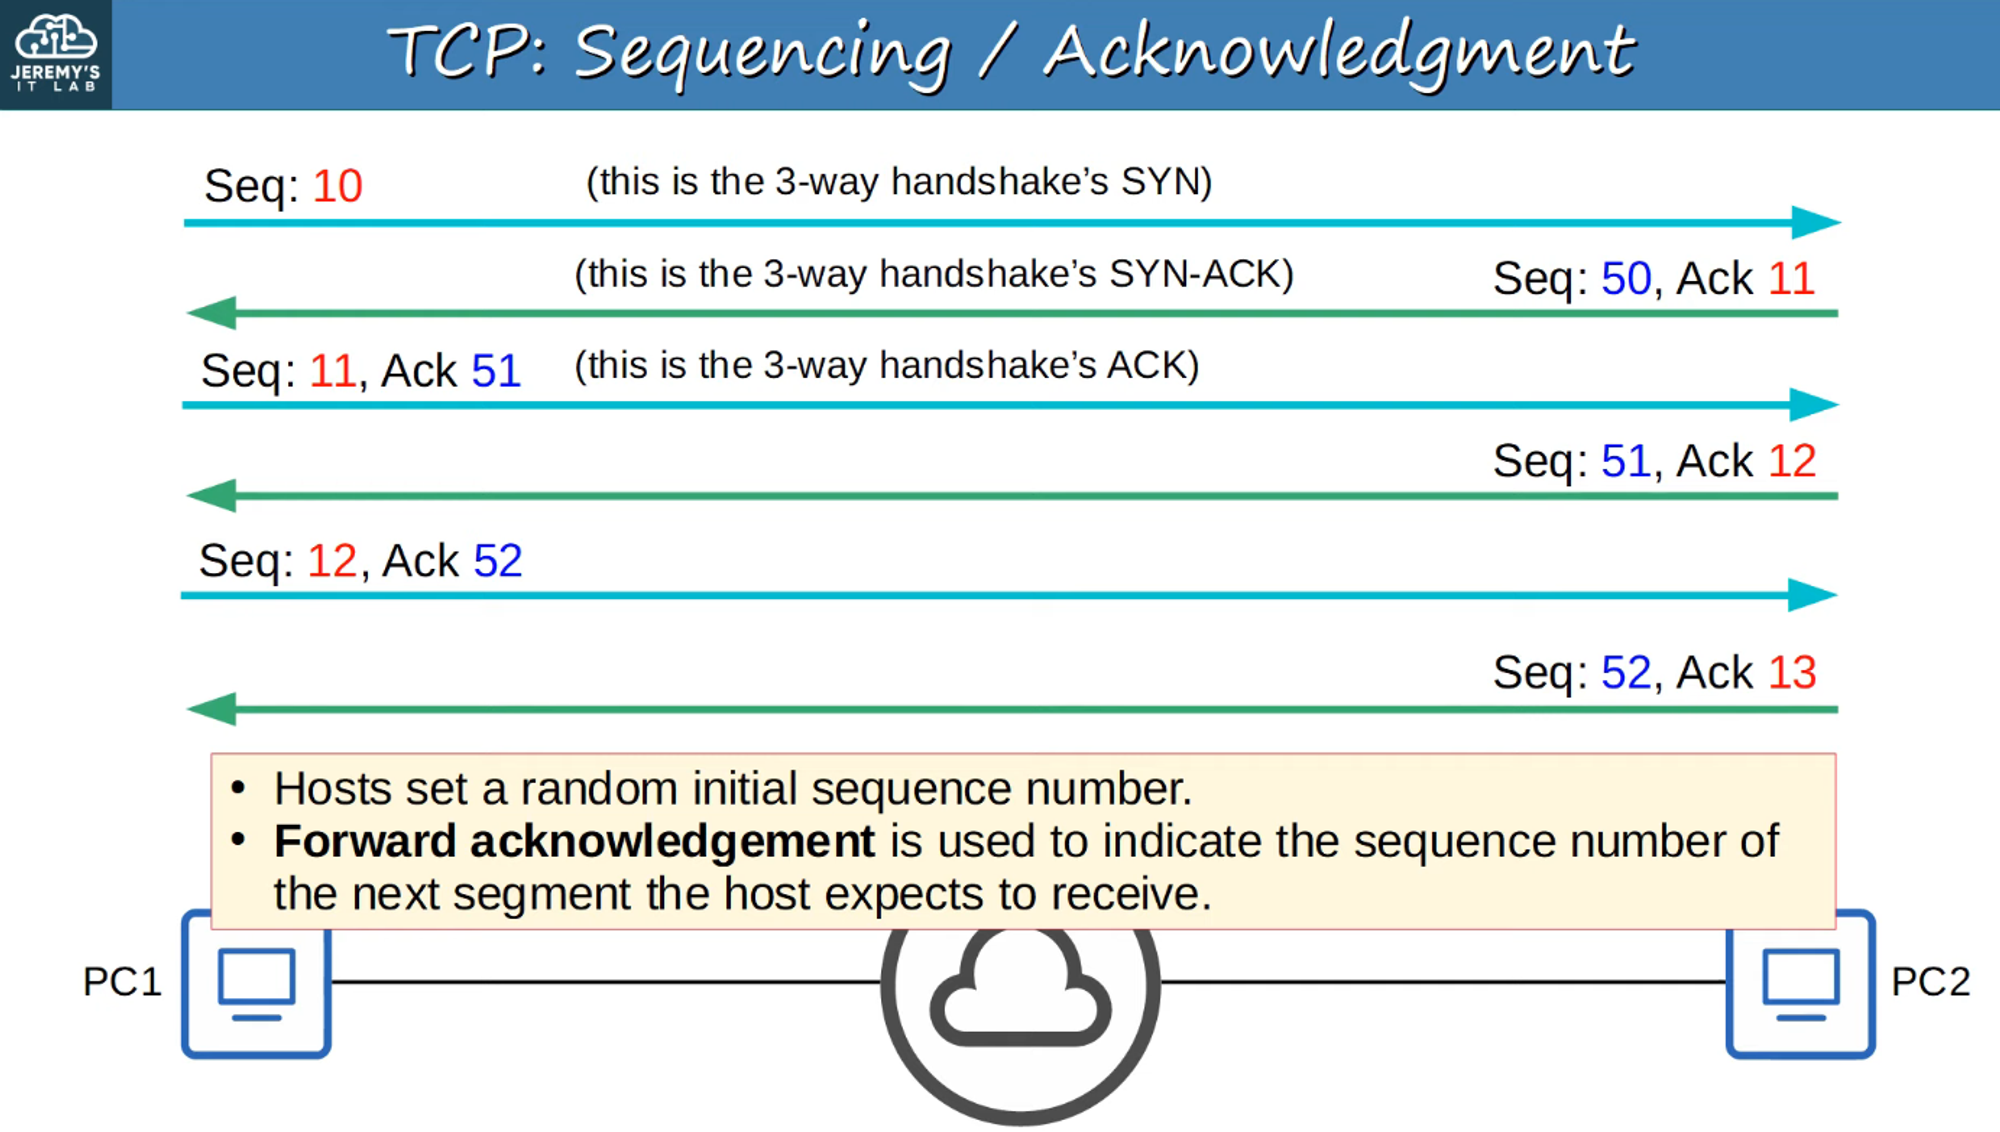 JEREMY'S
IT LAB
TCP: Sequencing / Acknowledgment
Seq: 10 (this is the 3-way handshake’s SYN)
(this is the 3-way handshake’s SYN-ACK) Seq: 50, Ack 11
Seq: 11, Ack 51 (this is the 3-way handshake’s ACK)
Seq: 51, Ack 12
Seq: 12, Ack 52
Seq: 52, Ack 13
• Hosts set a random initial sequence number.
• Forward acknowledgement is used to indicate the sequence number of
the next segment the host expects to receive.
PC1 PC2